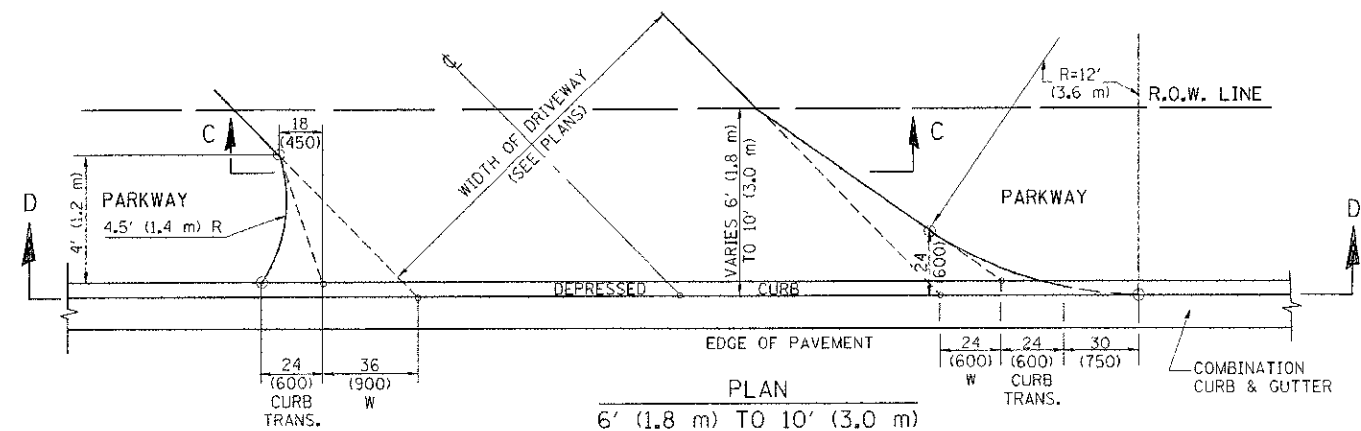 R=12'
(3.6 m)
R.O.W. LINE
C
18
(450)
C
WIDTH OF DRIVEWAY
(SEE PLANS)
℄
D
4' (1.2 m)
PARKWAY
4.5' (1.4 m) R
VARIES 6' (1.8 m)
TO 10' (3.0 m)
24
(600)
PARKWAY
D
DEPRESSED CURB
EDGE OF PAVEMENT
24
(600)
CURB
TRANS.
36
(900)
W
24
(600)
W
24
(600)
CURB
TRANS.
30
(750)
COMBINATION
CURB & GUTTER
PLAN
6' (1.8 m) TO 10' (3.0 m)